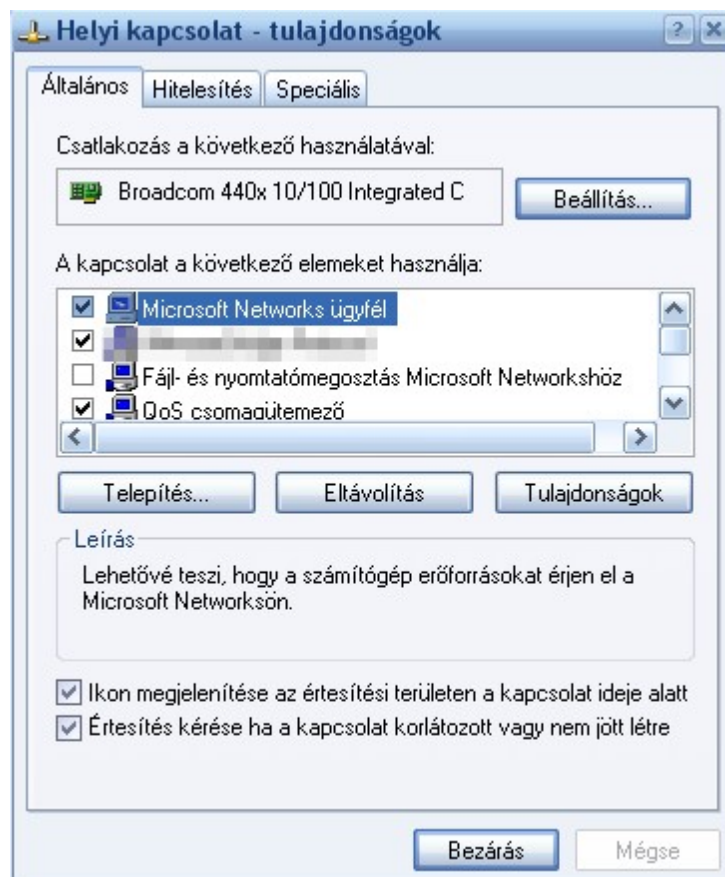 Helyi kapcsolat - tulajdonságok
Általános Hitelesítés Speciális
Csatlakozás a következő használatával:
Broadcom 440x 10/100 Integrated C
Beállítás...
A kapcsolat a következő elemeket használja:
Microsoft Networks ügyfél
Fájl- és nyomtatómegosztás Microsoft Networkshöz
QoS csomagütemező
Telepítés... Eltávolítás Tulajdonságok
Leírás
Lehetővé teszi, hogy a számítógép erőforrásokat érjen el a
Microsoft Networksön.
Ikon megjelenítése az értesítési területen a kapcsolat ideje alatt
Értesítés kérése ha a kapcsolat korlátozott vagy nem jött létre
Bezárás Mégse